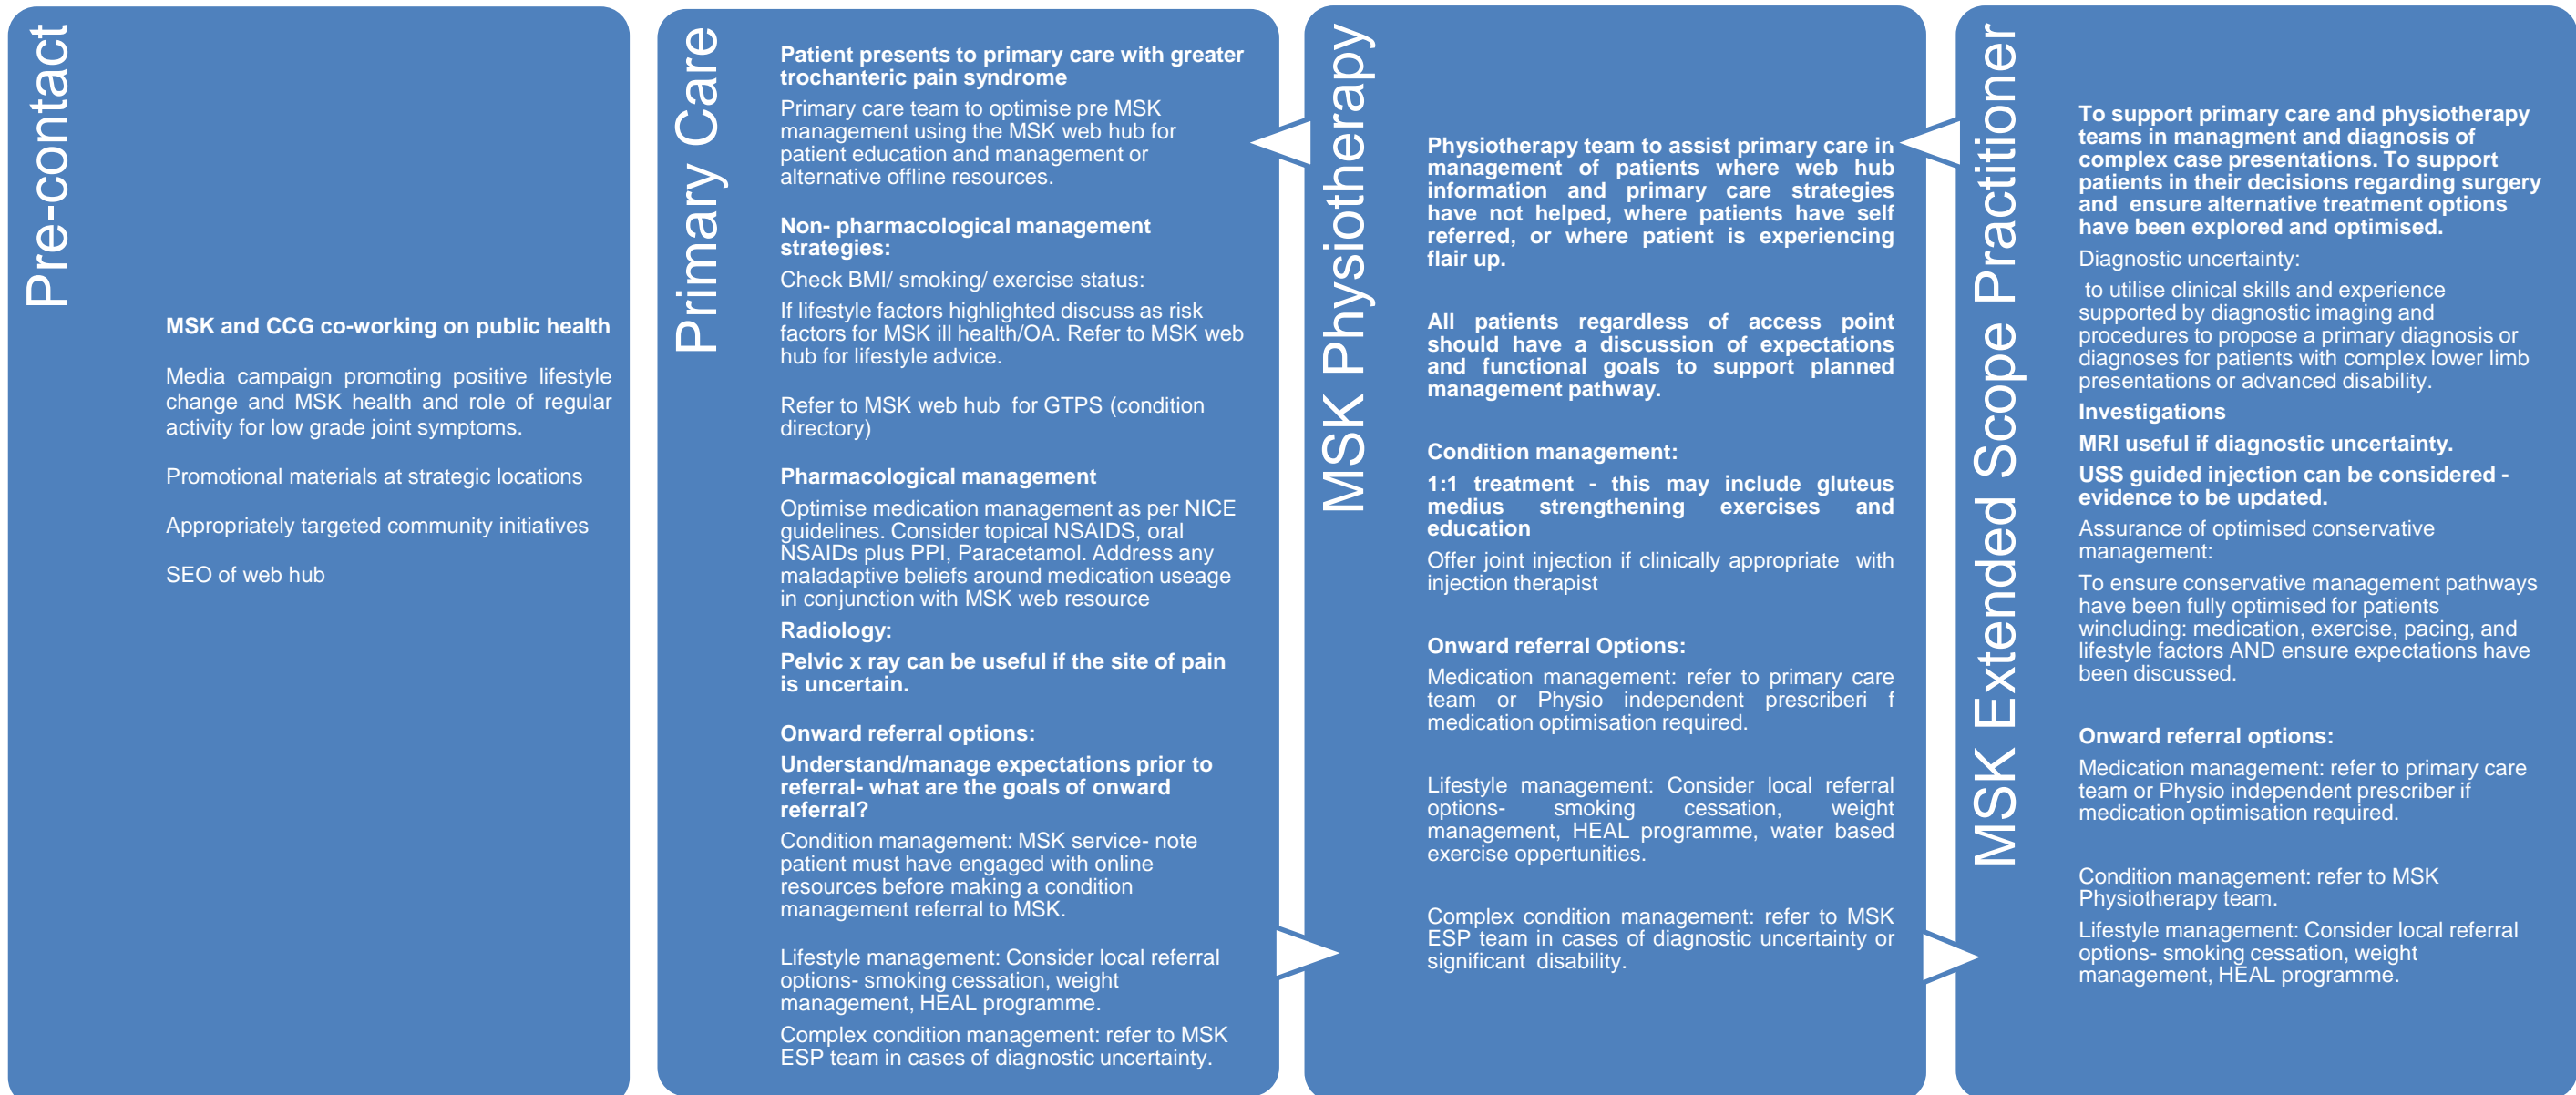 Pre-contact
MSK and CCG co-working on public health
Media campaign promoting positive lifestyle
change and MSK health and role of regular
activity for low grade joint symptoms.
Promotional materials at strategic locations
Appropriately targeted community initiatives
SEO of web hub
Primary Care
Patient presents to primary care with greater
trochanteric pain syndrome
Primary care team to optimise pre MSK
management using the MSK web hub for
patient education and management or
alternative offline resources.
Non- pharmacological management
strategies:
Check BMI/ smoking/ exercise status:
If lifestyle factors highlighted discuss as risk
factors for MSK ill health/OA. Refer to MSK web
hub for lifestyle advice.
Refer to MSK web hub  for GTPS (condition
directory)
Pharmacological management
Optimise medication management as per NICE
guidelines. Consider topical NSAIDS, oral
NSAIDs plus PPI, Paracetamol. Address any
maladaptive beliefs around medication useage
in conjunction with MSK web resource
Radiology:
Pelvic x ray can be useful if the site of pain
is uncertain.
Onward referral options:
Understand/manage expectations prior to
referral- what are the goals of onward
referral?
Condition management: MSK service- note
patient must have engaged with online
resources before making a condition
management referral to MSK.
Lifestyle management: Consider local referral
options- smoking cessation, weight
management, HEAL programme.
Complex condition management: refer to MSK
ESP team in cases of diagnostic uncertainty.
MSK Physiotherapy
Physiotherapy team to assist primary care in
management of patients where web hub
information and primary care strategies
have not helped, where patients have self
referred, or where patient is experiencing
flair up.
All patients regardless of access point
should have a discussion of expectations
and functional goals to support planned
management pathway.
Condition management:
1:1 treatment - this may include gluteus
medius strengthening exercises and
education
Offer joint injection if clinically appropriate  with
injection therapist
Onward referral Options:
Medication management: refer to primary care
team or Physio independent prescriberi f
medication optimisation required.
Lifestyle management: Consider local referral
options- smoking cessation, weight
management, HEAL programme, water based
exercise oppertunities.
Complex condition management: refer to MSK
ESP team in cases of diagnostic uncertainty or
significant  disability.
MSK Extended Scope Practitioner
To support primary care and physiotherapy
teams in managment and diagnosis of
complex case presentations. To support
patients in their decisions regarding surgery
and  ensure alternative treatment options
have been explored and optimised.
Diagnostic uncertainty:
to utilise clinical skills and experience
supported by diagnostic imaging and
procedures to propose a primary diagnosis or
diagnoses for patients with complex lower limb
presentations or advanced disability.
Investigations
MRI useful if diagnostic uncertainty.
USS guided injection can be considered -
evidence to be updated.
Assurance of optimised conservative
management:
To ensure conservative management pathways
have been fully optimised for patients
wincluding: medication, exercise, pacing, and
lifestyle factors AND ensure expectations have
been discussed.
Onward referral options:
Medication management: refer to primary care
team or Physio independent prescriber if
medication optimisation required.
Condition management: refer to MSK
Physiotherapy team.
Lifestyle management: Consider local referral
options- smoking cessation, weight
management, HEAL programme.